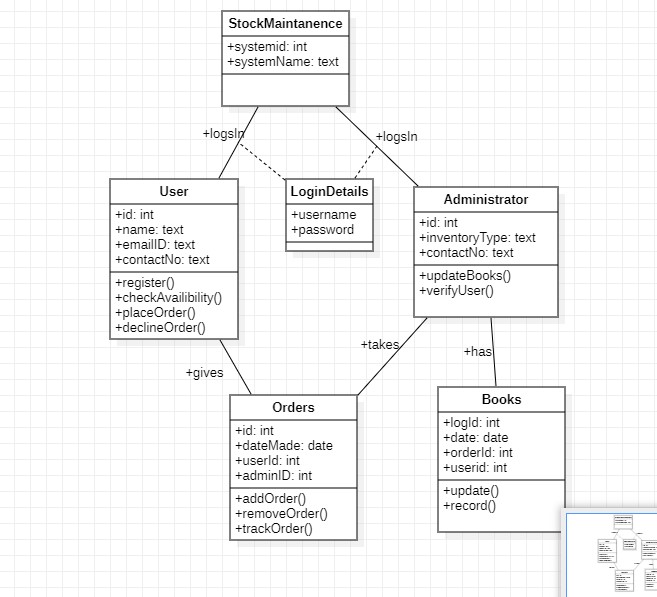 StockMaintanence
+systemid: int
+systemName: text
+logsIn
+logsIn
User
+id: int
+name: text
+emailID: text
+contactNo: text
+register()
+checkAvailibility()
+placeOrder()
+declineOrder()
LoginDetails
+username
+password
Administrator
+id: int
+inventoryType: text
+contactNo: text
+updateBooks()
+verifyUser()
+gives
+takes
+has
Orders
+id: int
+dateMade: date
+userId: int
+adminID: int
+addOrder()
+removeOrder()
+trackOrder()
Books
+logId: int
+date: date
+orderId: int
+userid: int
+update()
+record()